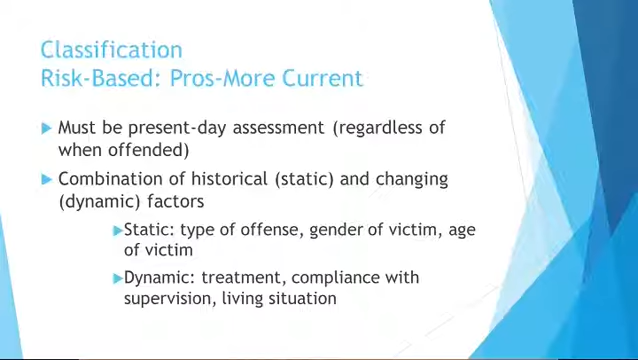 Classification
Risk-Based: Pros-More Current
Must be present-day assessment (regardless of
when offended)
Combination of historical (static) and changing
(dynamic) factors
Static: type of offense, gender of victim, age
of victim
Dynamic: treatment, compliance with
supervision, living situation